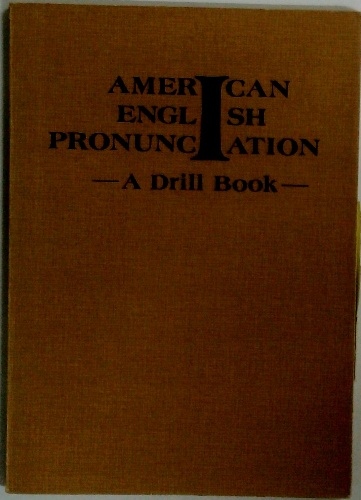 AMERICAN
ENGLISH
PRONUNCIATION
—A Drill Book—